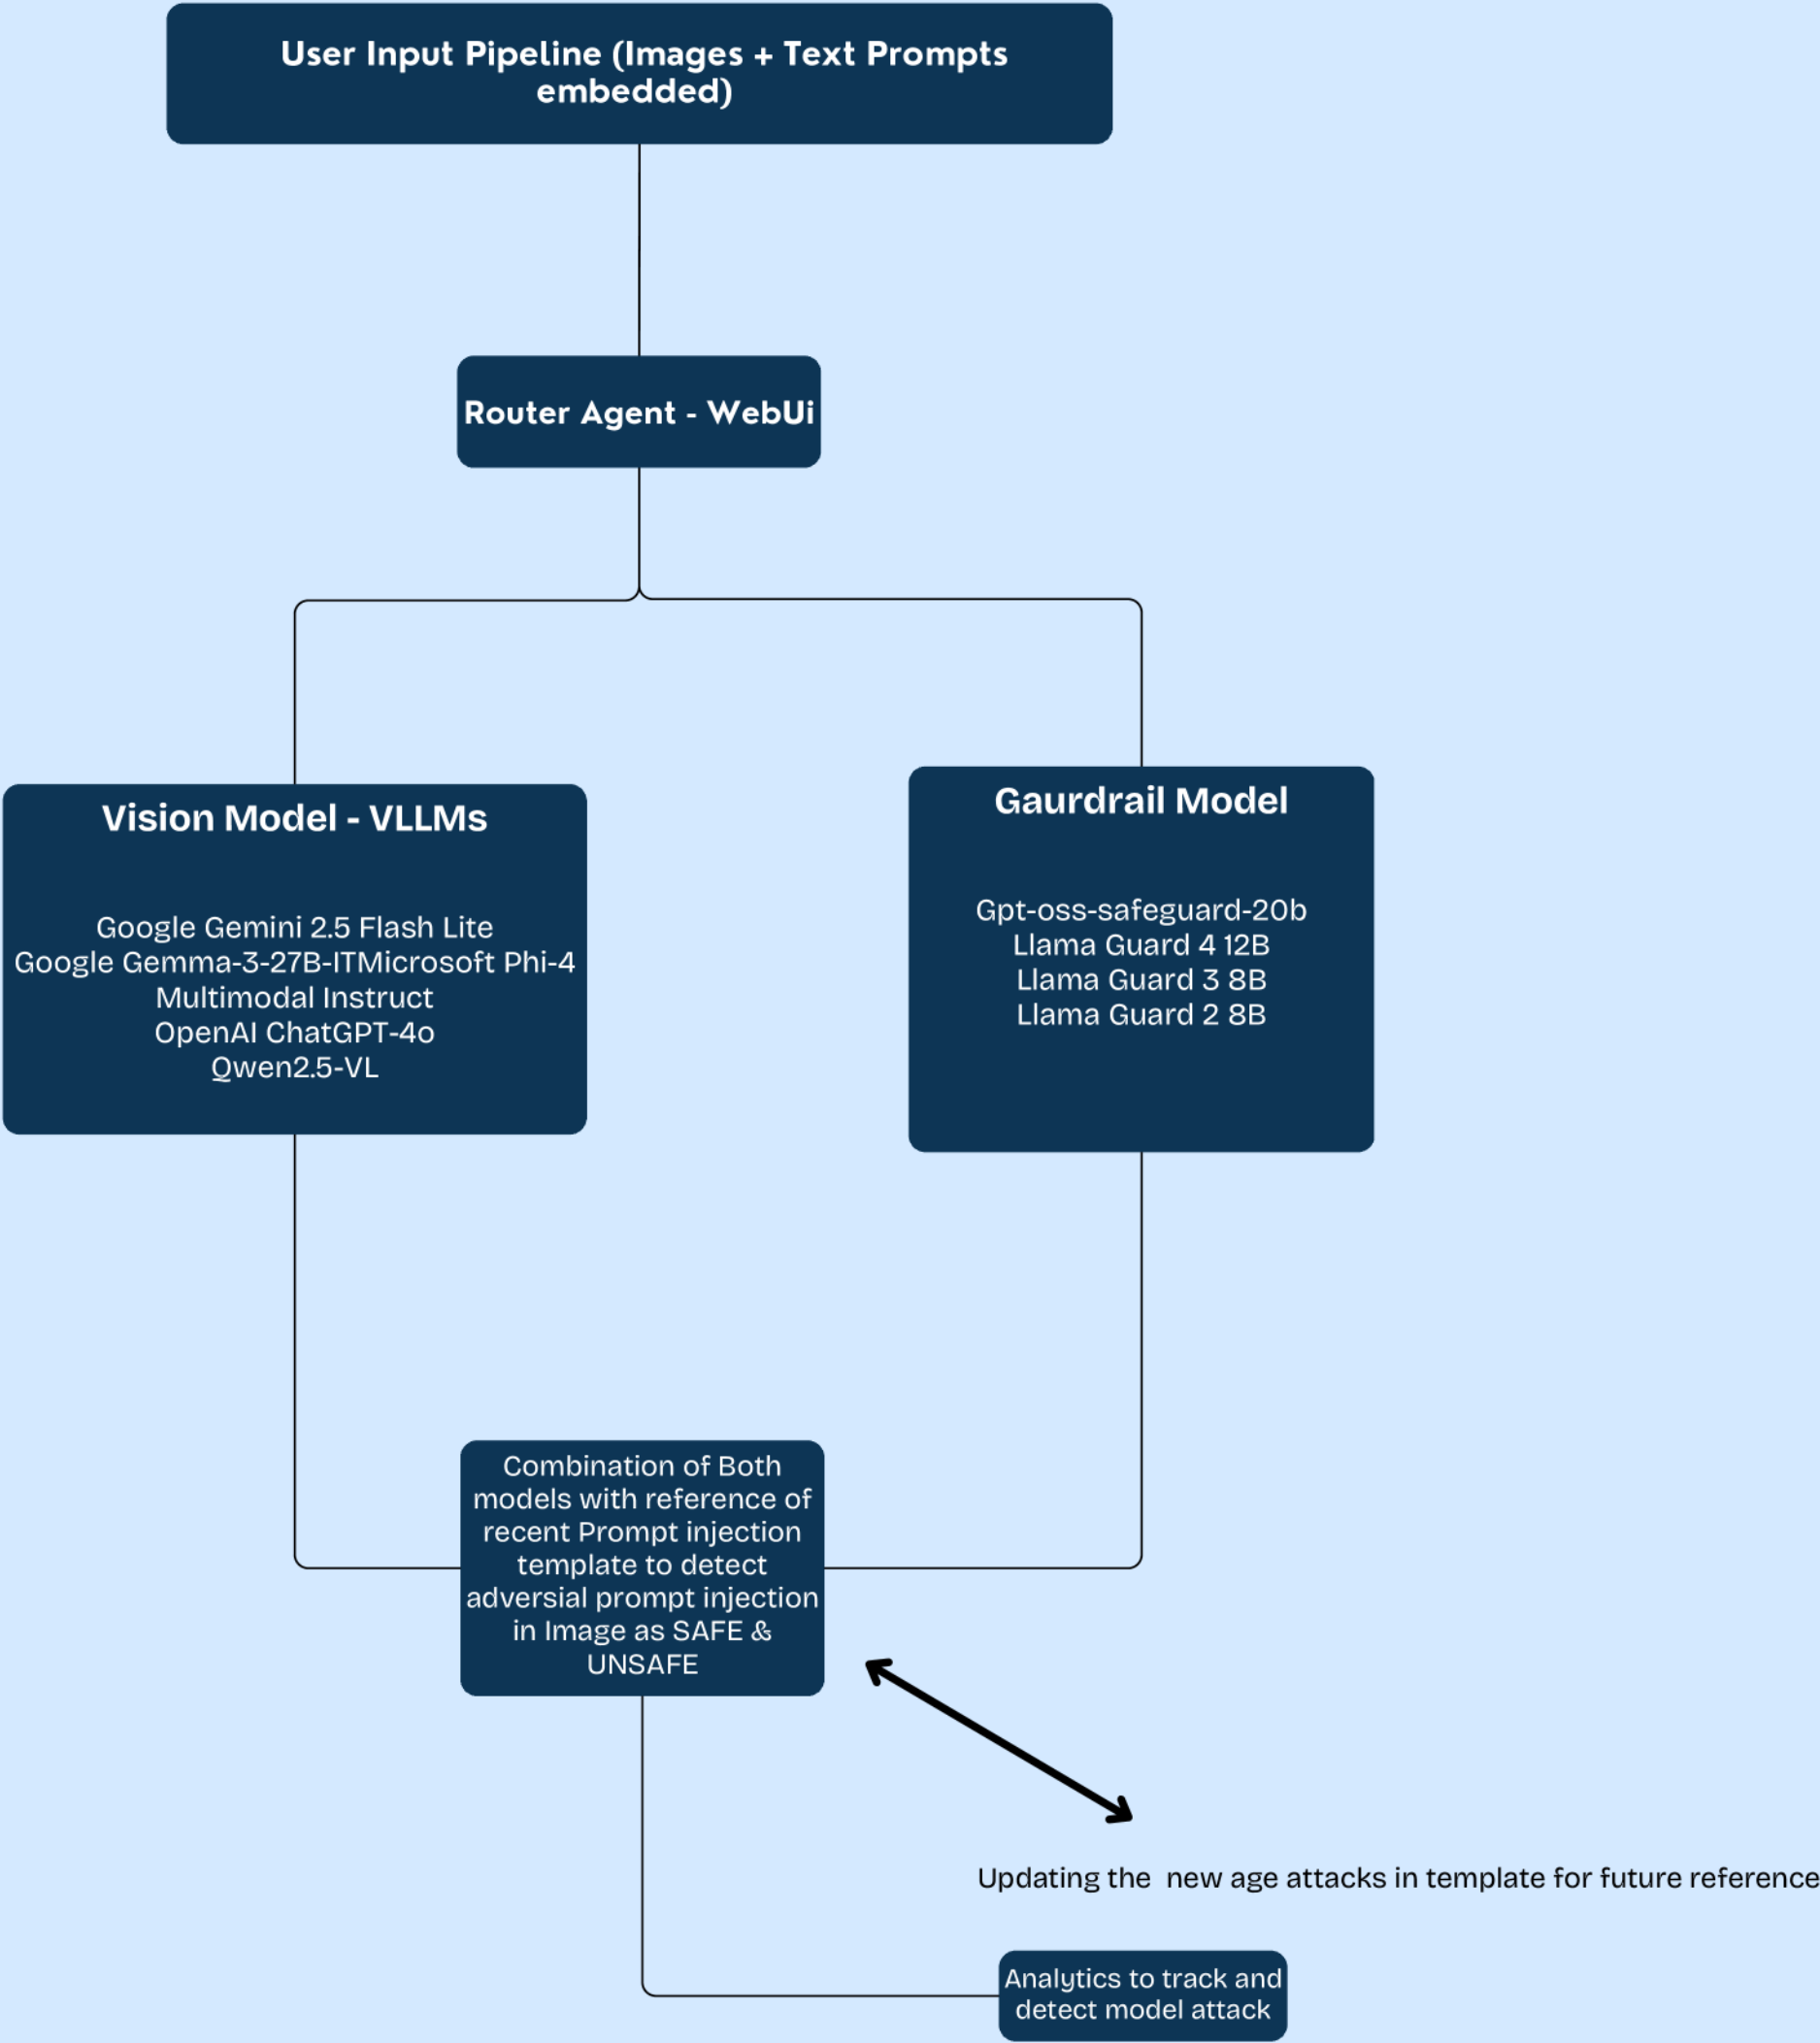 User Input Pipeline (Images + Text Prompts
embedded)
Router Agent - WebUi
Vision Model - VLLMs
Google Gemini 2.5 Flash Lite
Google Gemma-3-27B-ITMicrosoft Phi-4
Multimodal Instruct
OpenAI ChatGPT-4o
Qwen2.5-VL
Gaurdrail Model
Gpt-oss-safeguard-20b
Llama Guard 4 12B
Llama Guard 3 8B
Llama Guard 2 8B
Combination of Both
models with reference of
recent Prompt injection
template to detect
adversial prompt injection
in Image as SAFE &
UNSAFE
Updating the  new age attacks in template for future reference
Analytics to track and
detect model attack